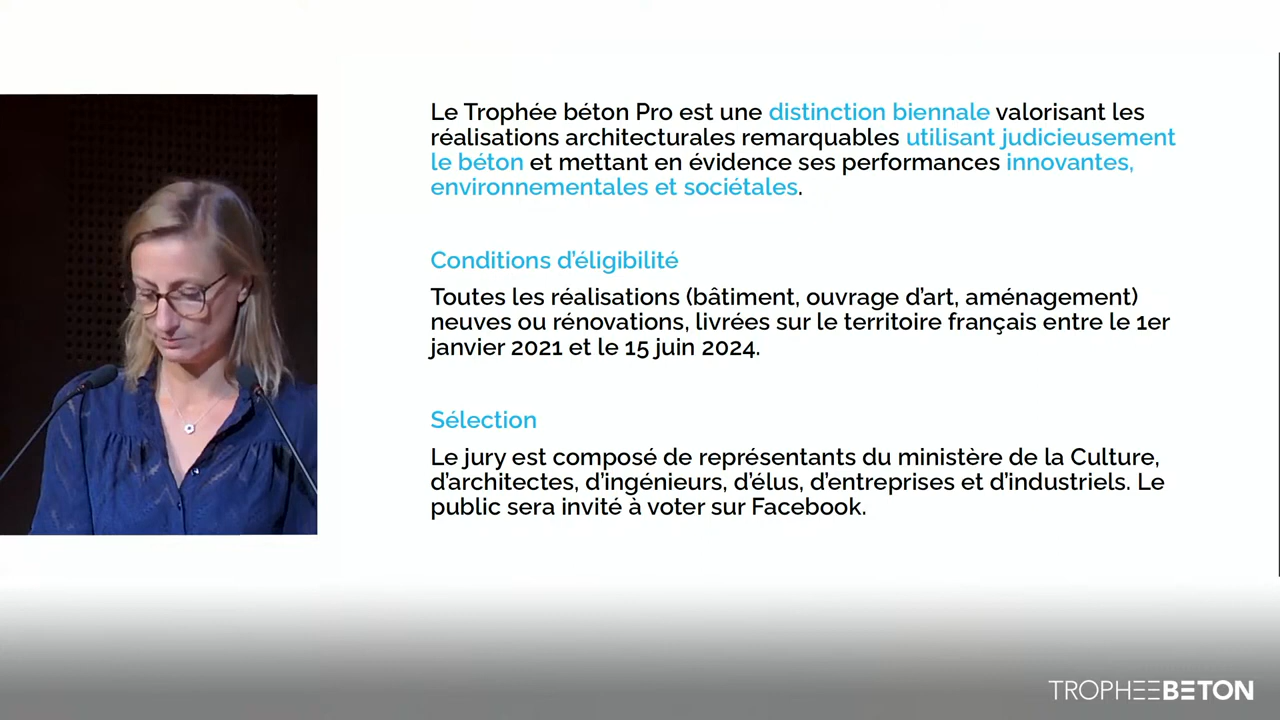 Le Trophée béton Pro est une distinction biennale valorisant les
réalisations architecturales remarquables utilisant judicieusement
le béton et mettant en évidence ses performances innovantes,
environnementales et sociétales.
Conditions d'éligibilité
Toutes les réalisations (bâtiment, ouvrage d'art, aménagement)
neuves ou rénovations, livrées sur le territoire français entre le 1er
janvier 2021 et le 15 juin 2024.
Sélection
Le jury est composé de représentants du ministère de la Culture,
d'architectes, d'ingénieurs, d'élus, d'entreprises et d'industriels. Le
public sera invité à voter sur Facebook.
TROPHEEBETON